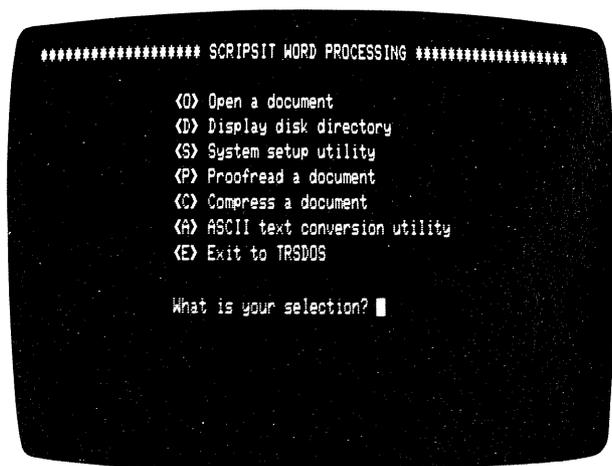 ****************** SCRIPSIT WORD PROCESSING *****************
<O> Open a document
<D> Display disk directory
<S> System setup utility
<P> Proofread a document
<C> Compress a document
<A> ASCII text conversion utility
<E> Exit to TRSDOS
What is your selection?